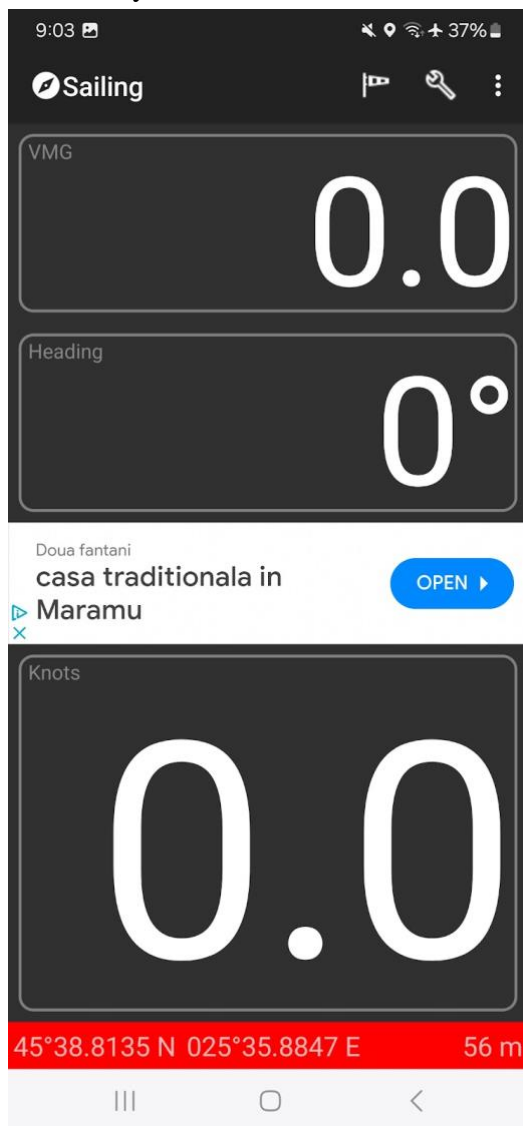 9:03 37%
Sailing
VMG
0.0
Heading
0°
Doua fantani
casa traditionala in
Maramu
OPEN
Knots
0.0
45°38.8135 N 025°35.8847 E 56 m